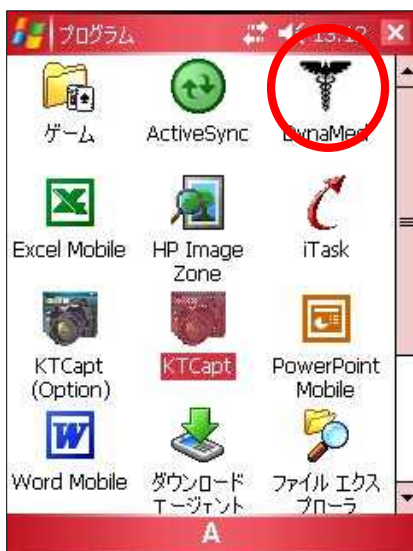 プログラム 13:12
ゲーム ActiveSync DynaMed
Excel Mobile HP Image Zone iTask
KTCapt (Option) KTCapt PowerPoint Mobile
Word Mobile ダウンロード エージェント ファイル エクスプローラ
A